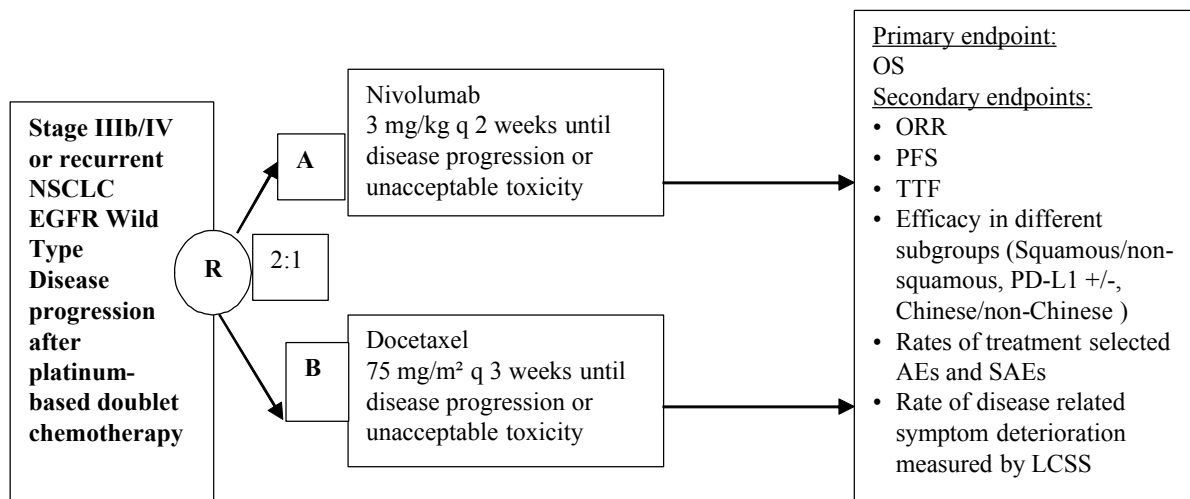 Stage IIIb/IV
or recurrent
NSCLC
EGFR Wild
Type
Disease
progression
after
platinum-
based doublet
chemotherapy
R
2:1
A
Nivolumab
3 mg/kg q 2 weeks until
disease progression or
unacceptable toxicity
B
Docetaxel
75 mg/m² q 3 weeks until
disease progression or
unacceptable toxicity
Primary endpoint:
OS
Secondary endpoints:
• ORR
• PFS
• TTF
• Efficacy in different
subgroups (Squamous/non-
squamous, PD-L1 +/-,
Chinese/non-Chinese )
• Rates of treatment selected
AEs and SAEs
• Rate of disease related
symptom deterioration
measured by LCSS